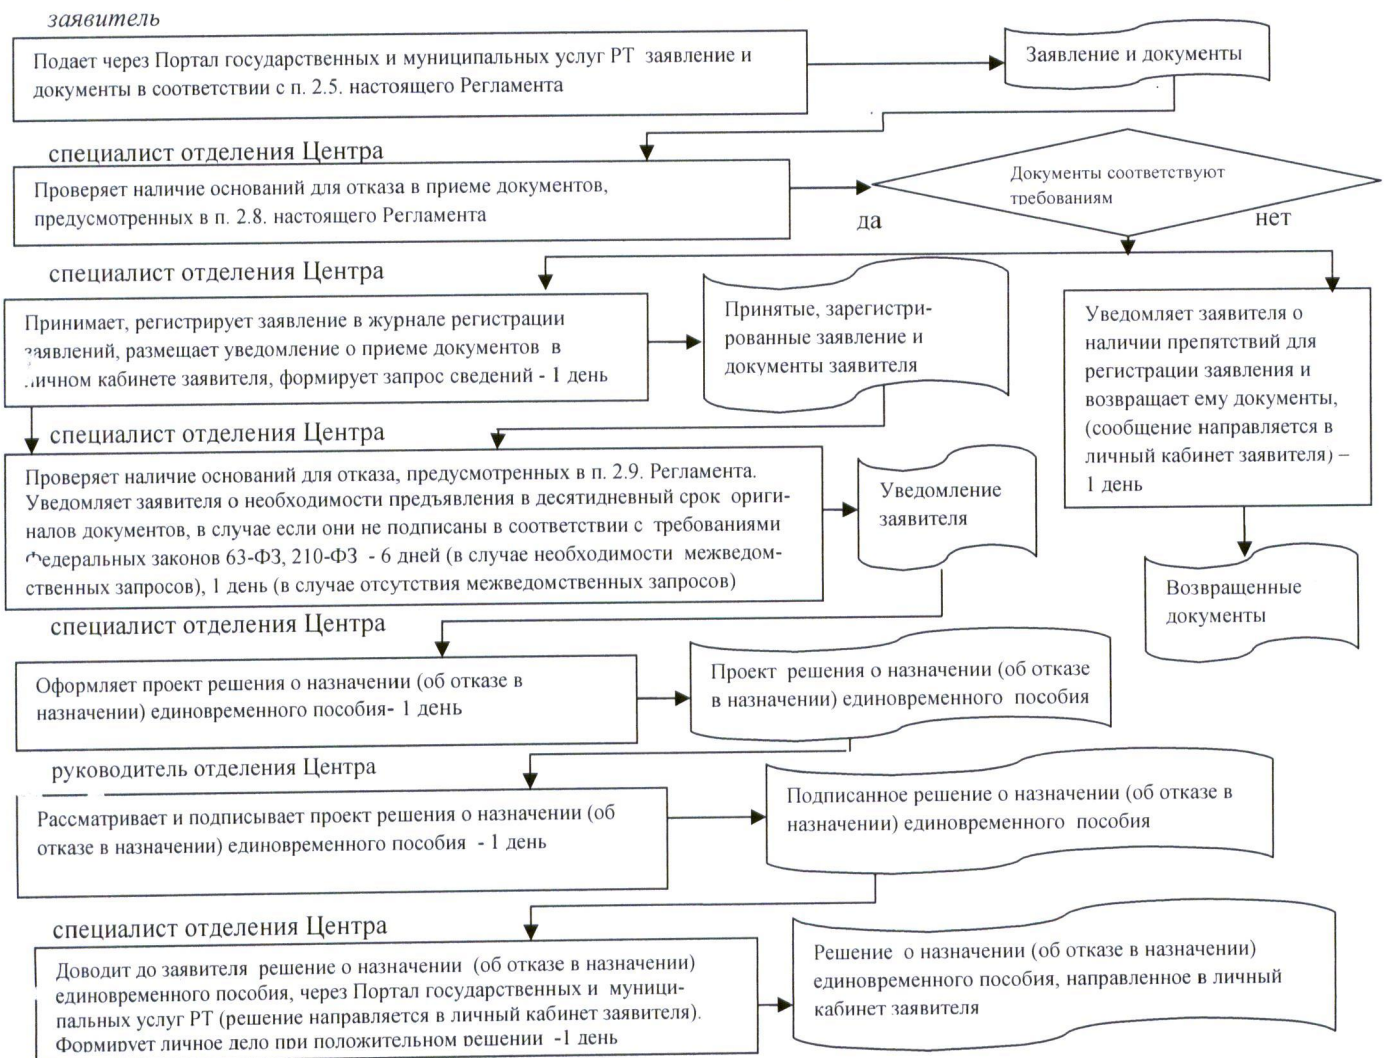 заявитель
Подает через Портал государственных и муниципальных услуг РТ заявление и
документы в соответствии с п. 2.5. настоящего Регламента
Заявление и документы
специалист отделения Центра
Проверяет наличие оснований для отказа в приеме документов,
предусмотренных в п. 2.8. настоящего Регламента
Документы соответствуют
требованиям
да
нет
специалист отделения Центра
Принимает, регистрирует заявление в журнале регистрации
заявлений, размещает уведомление о приеме документов в
личном кабинете заявителя, формирует запрос сведений - 1 день
Принятые, зарегистри-
рованные заявление и
документы заявителя
Уведомляет заявителя о
наличии препятствий для
регистрации заявления и
возвращает ему документы,
(сообщение направляется в
личный кабинет заявителя) –
1 день
специалист отделения Центра
Проверяет наличие оснований для отказа, предусмотренных в п. 2.9. Регламента.
Уведомляет заявителя о необходимости предъявления в десятидневный срок ориги-
налов документов, в случае если они не подписаны в соответствии с требованиями
Федеральных законов 63-ФЗ, 210-ФЗ - 6 дней (в случае необходимости межведом-
ственных запросов), 1 день (в случае отсутствия межведомственных запросов)
Уведомление
заявителя
Возвращенные
документы
специалист отделения Центра
Оформляет проект решения о назначении (об отказе в
назначении) единовременного пособия- 1 день
Проект решения о назначении (об отказе
в назначении) единовременного пособия
руководитель отделения Центра
Рассматривает и подписывает проект решения о назначении (об
отказе в назначении) единовременного пособия - 1 день
Подписанное решение о назначении (об отказе в
назначении) единовременного пособия
специалист отделения Центра
Доводит до заявителя решение о назначении (об отказе в назначении)
единовременного пособия, через Портал государственных и муници-
пальных услуг РТ (решение направляется в личный кабинет заявителя).
Формирует личное дело при положительном решении -1 день
Решение о назначении (об отказе в назначении)
единовременного пособия, направленное в личный
кабинет заявителя